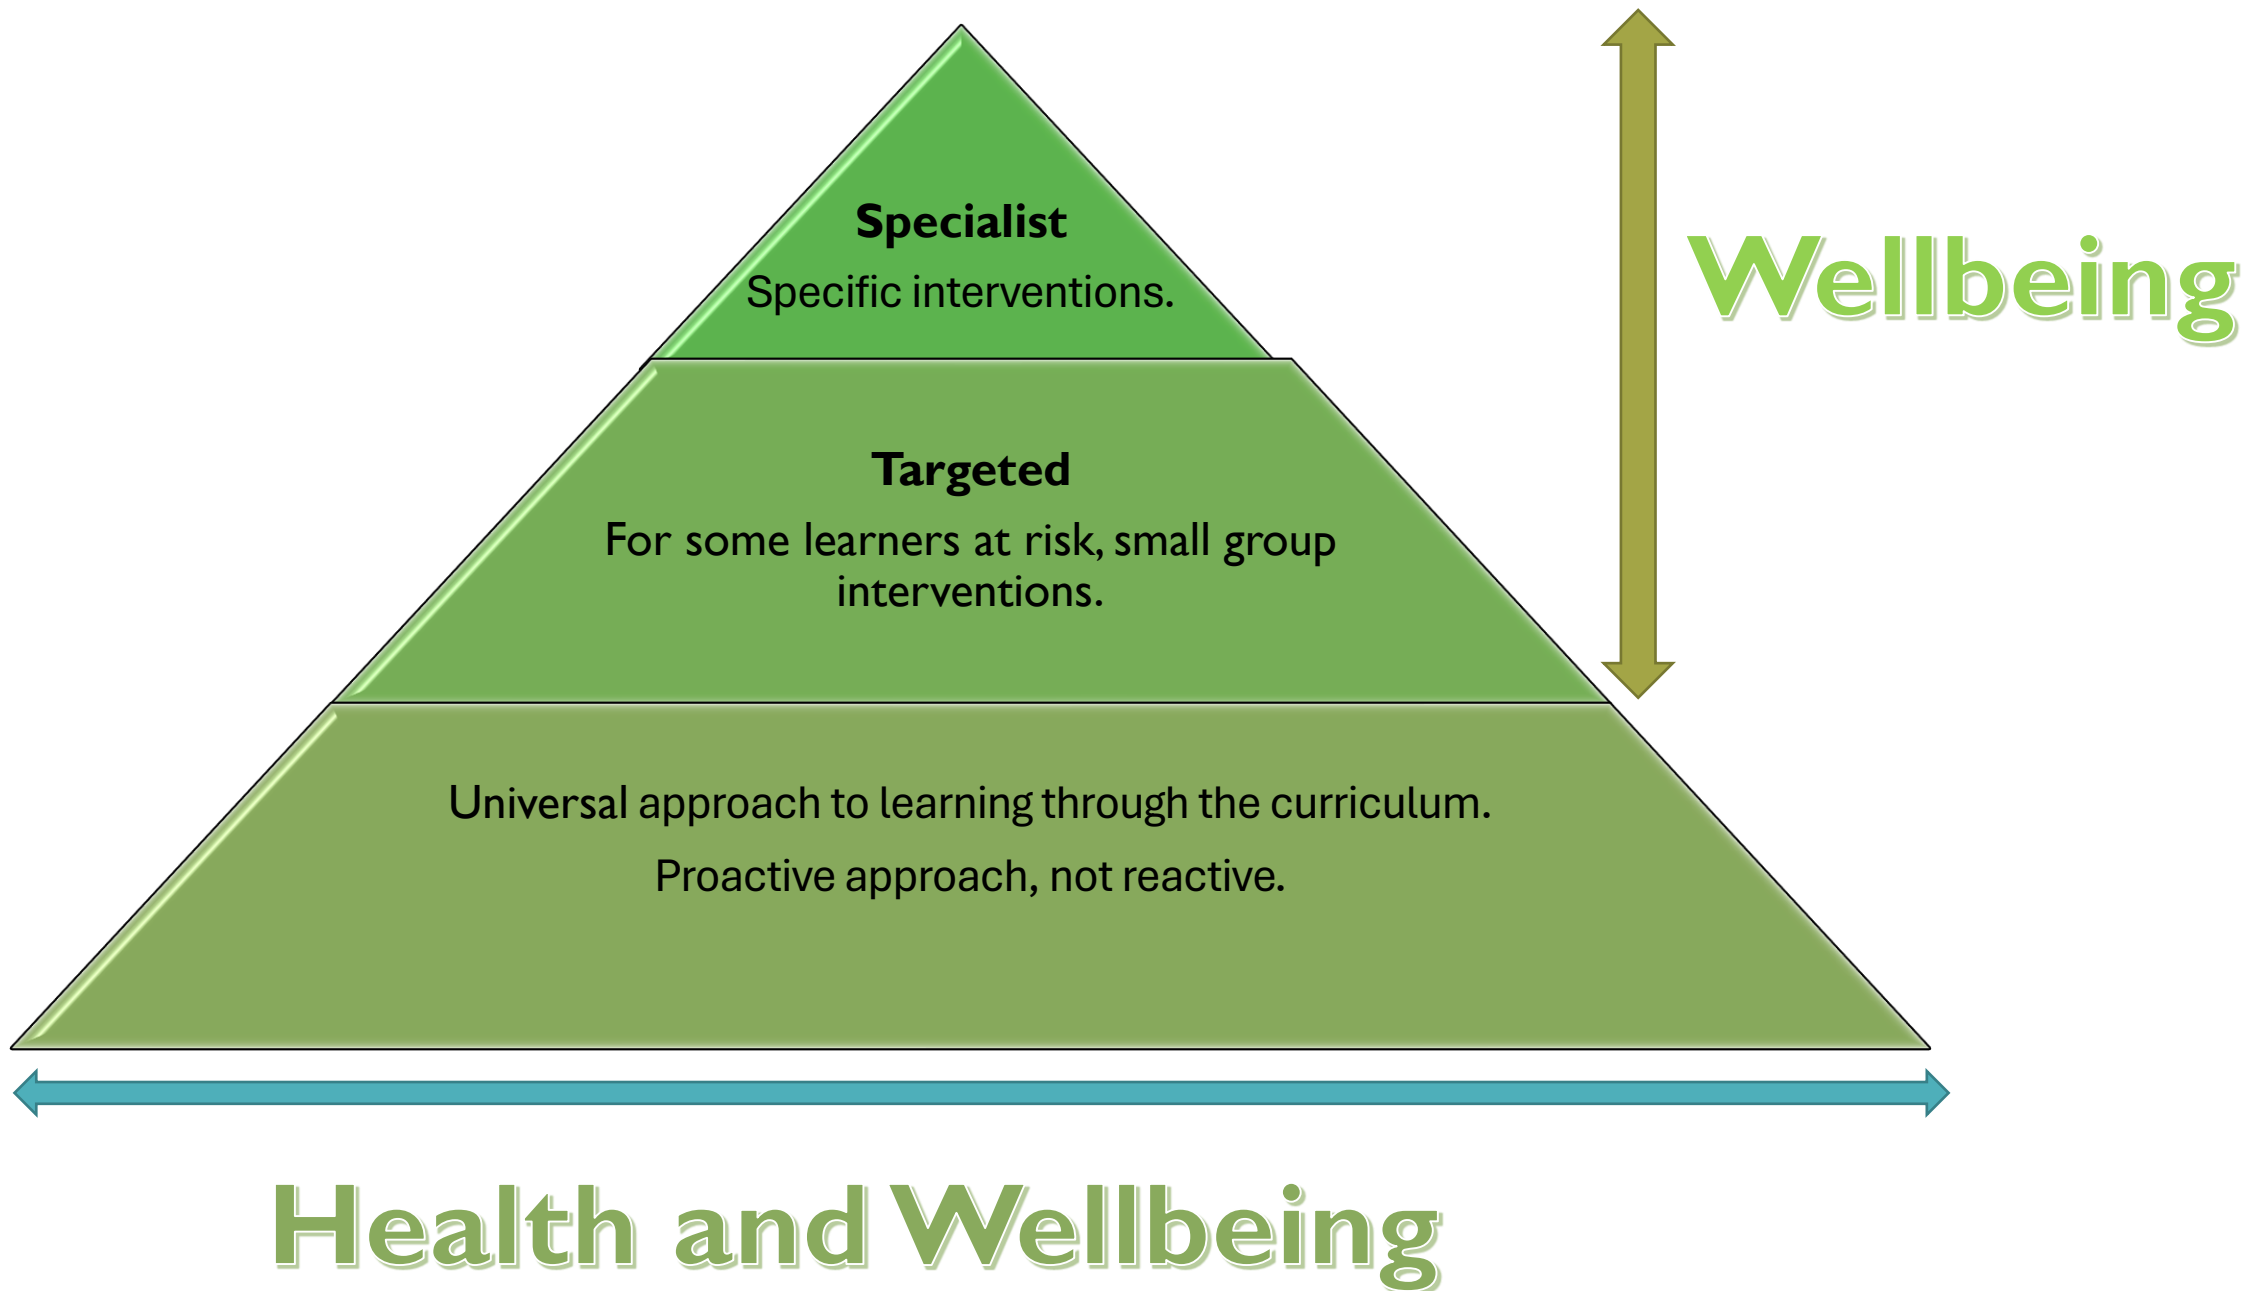 Specialist
Specific interventions.
Wellbeing
Targeted
For some learners at risk, small group
interventions.
Universal approach to learning through the curriculum.
Proactive approach, not reactive.
Health and Wellbeing